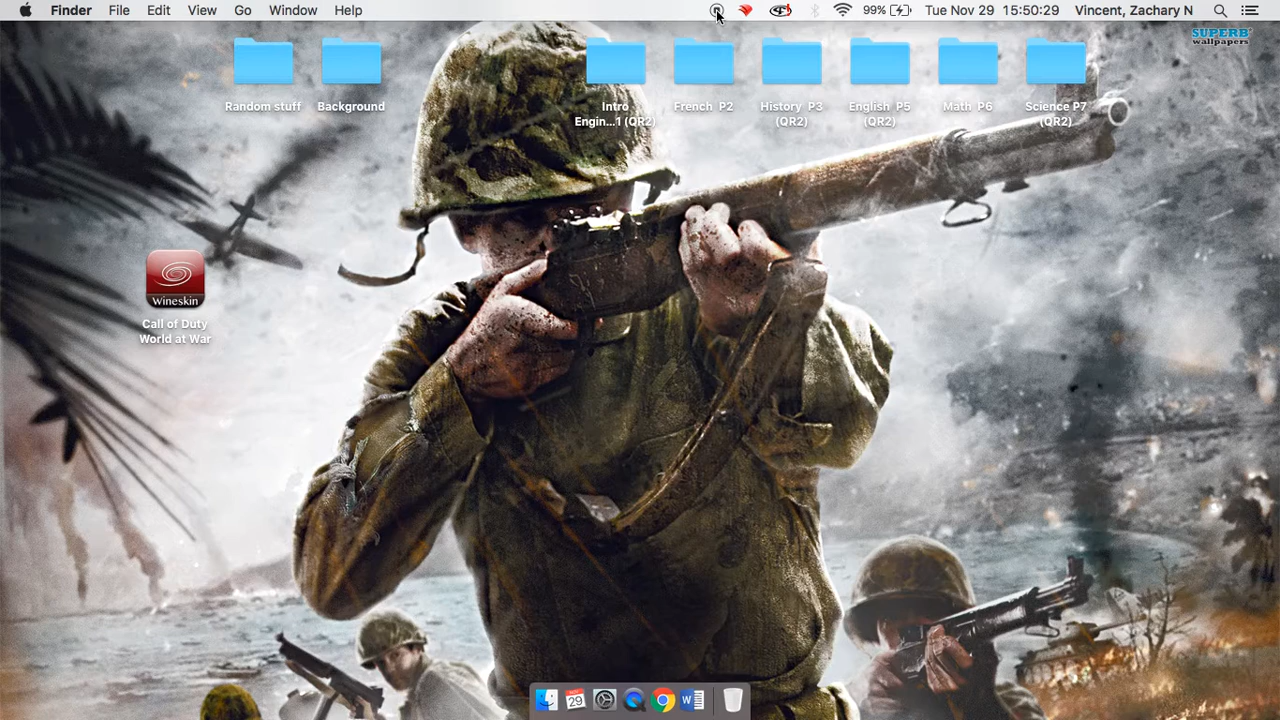 Finder File Edit View Go Window Help 99% Tue Nov 29 15:50:29 Vincent, Zachary N
SUPERB
wallpapers
Random stuff Background Intro Engin...1 (QR2) French P2 History P3 (QR2) English P5 (QR2) Math P6 Science P7 (QR2)
Wineskin
Call of Duty
World at War
29